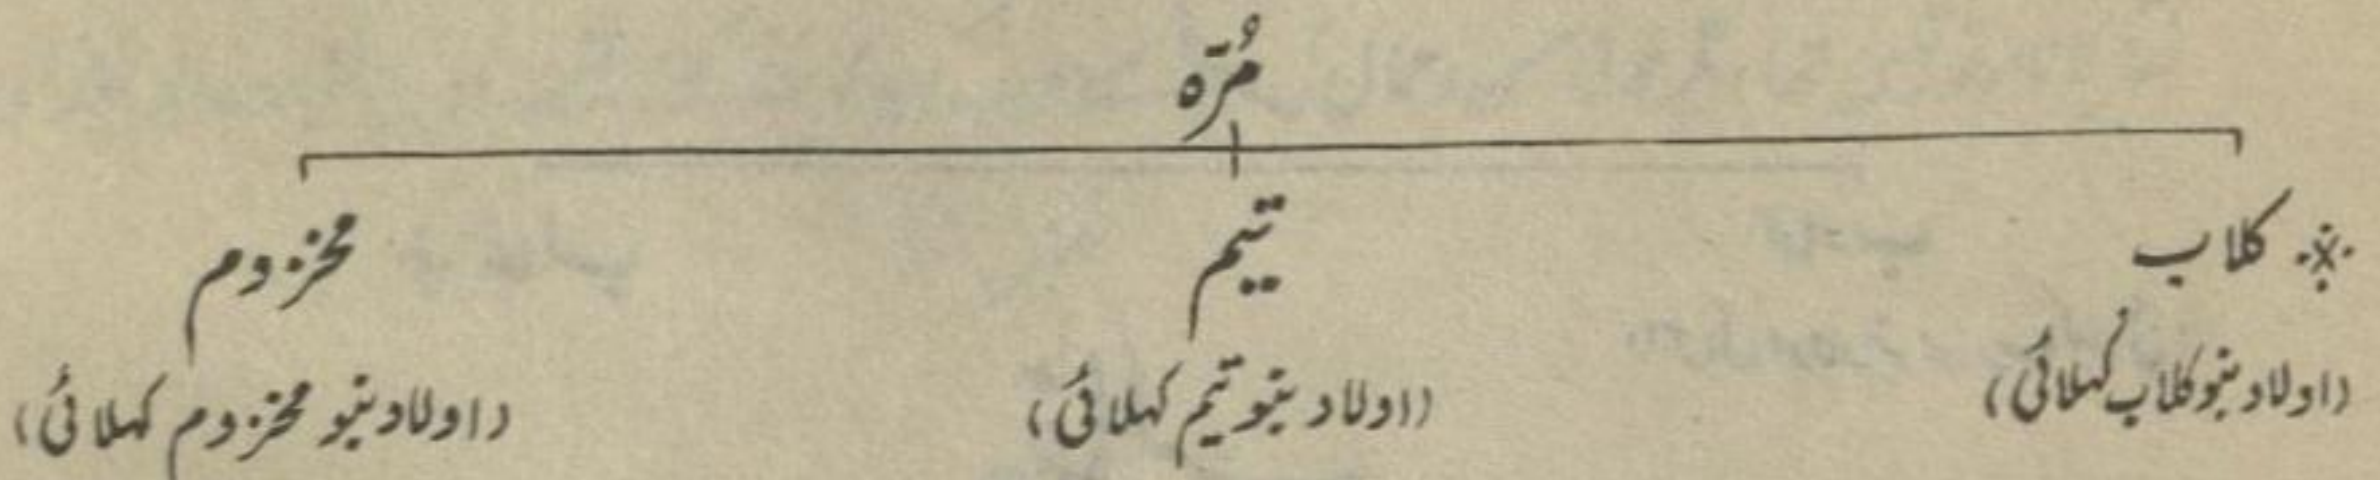 مُرّہ
※ کلاب تیم مخزوم
(اولاد بنو کلاب کہلائی) (اولاد بنو تیم کہلائی) (اولاد بنو مخزوم کہلائی)